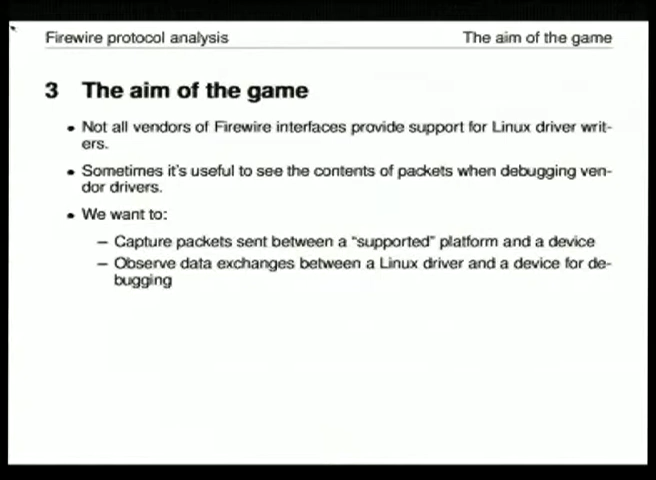 Firewire protocol analysis The aim of the game
3 The aim of the game
• Not all vendors of Firewire interfaces provide support for Linux driver writ-
ers.
• Sometimes it's useful to see the contents of packets when debugging ven-
dor drivers.
• We want to:
– Capture packets sent between a “supported” platform and a device
– Observe data exchanges between a Linux driver and a device for de-
bugging